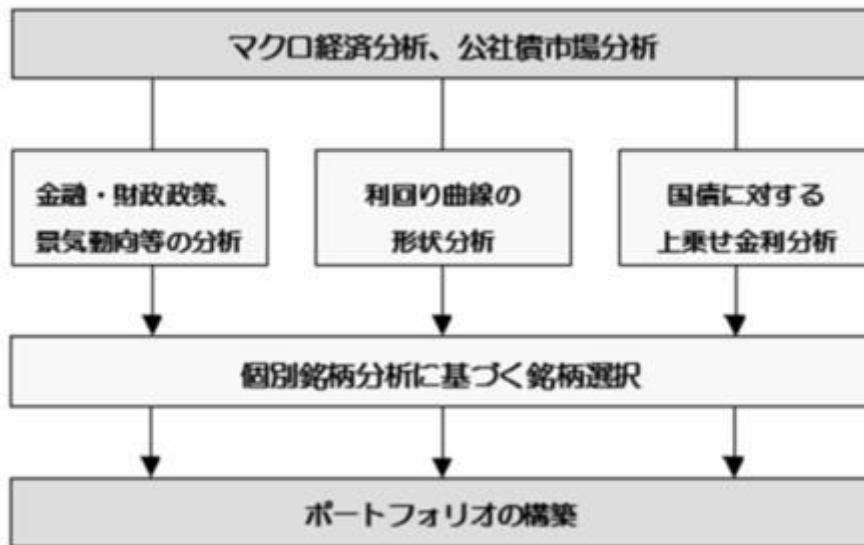 マクロ経済分析、公社債市場分析
金融・財政政策、
景気動向等の分析
利回り曲線の
形状分析
国債に対する
上乗せ金利分析
個別銘柄分析に基づく銘柄選択
ポートフォリオの構築